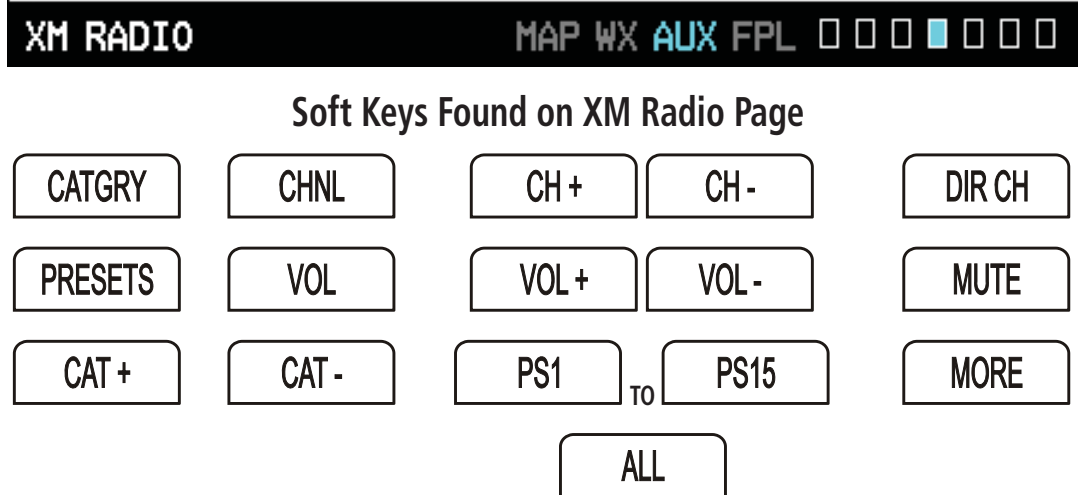 XM RADIO MAP WX AUX FPL
Soft Keys Found on XM Radio Page
CATGRY CHNL CH + CH - DIR CH
PRESETS VOL VOL + VOL - MUTE
CAT + CAT - PS1 TO PS15 MORE
ALL